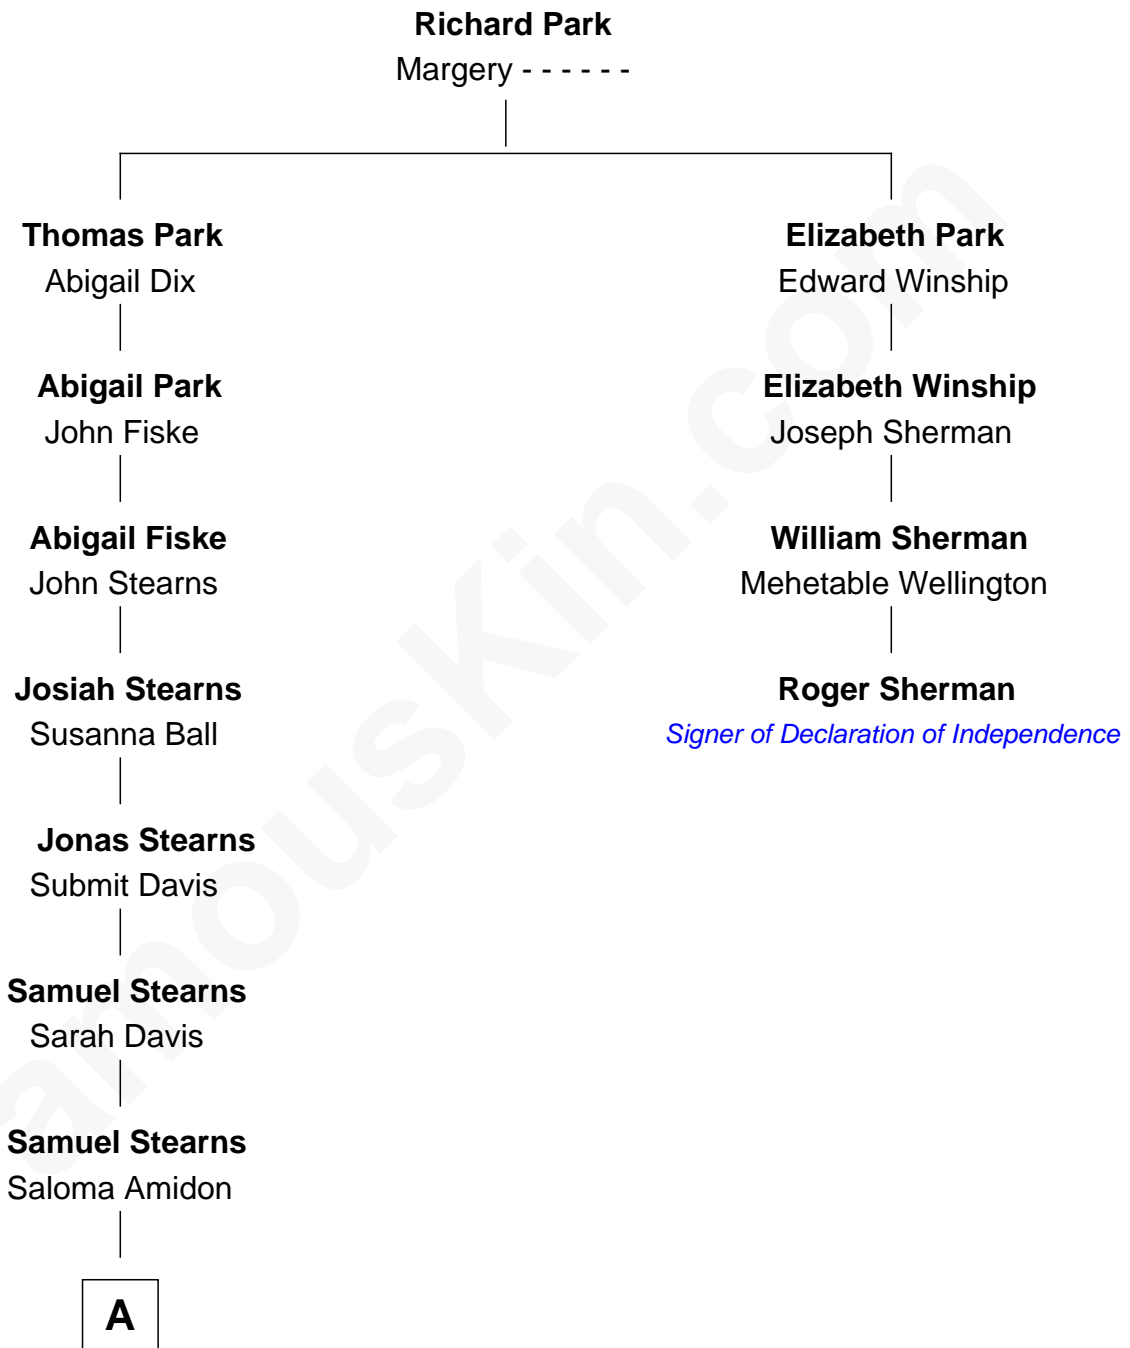 Richard Park
Margery - - - - - -
Thomas Park
Abigail Dix
Elizabeth Park
Edward Winship
Abigail Park
John Fiske
Elizabeth Winship
Joseph Sherman
Abigail Fiske
John Stearns
William Sherman
Mehetable Wellington
Josiah Stearns
Susanna Ball
Roger Sherman
Signer of Declaration of Independence
Jonas Stearns
Submit Davis
Samuel Stearns
Sarah Davis
Samuel Stearns
Saloma Amidon
A
amousKin.com